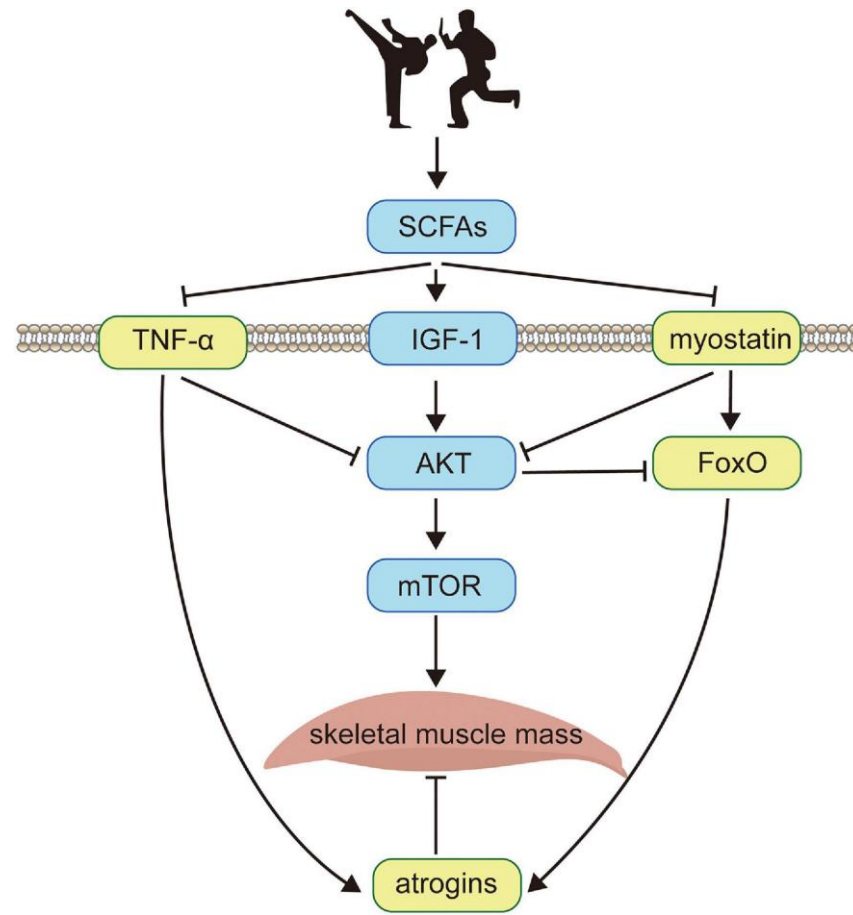 SCFAs
TNF-α
IGF-1
myostatin
AKT
FoxO
mTOR
skeletal muscle mass
atrogins